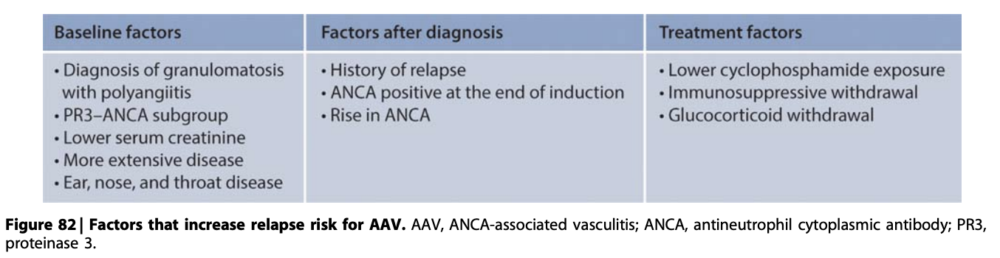 Baseline factors
• Diagnosis of granulomatosis
with polyangiitis
• PR3–ANCA subgroup
• Lower serum creatinine
• More extensive disease
• Ear, nose, and throat disease
Factors after diagnosis
• History of relapse
• ANCA positive at the end of induction
• Rise in ANCA
Treatment factors
• Lower cyclophosphamide exposure
• Immunosuppressive withdrawal
• Glucocorticoid withdrawal
Figure 82 | Factors that increase relapse risk for AAV. AAV, ANCA-associated vasculitis; ANCA, antineutrophil cytoplasmic antibody; PR3,
proteinase 3.